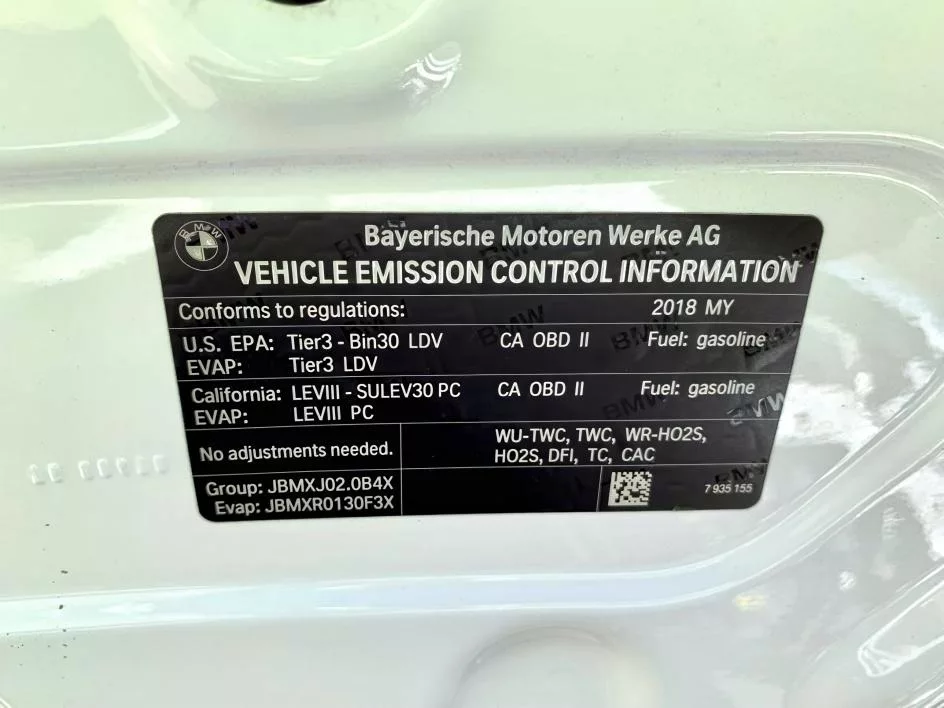 BMW
Bayerische Motoren Werke AG
VEHICLE EMISSION CONTROL INFORMATION
Conforms to regulations: 2018 MY
U.S. EPA: Tier3 - Bin30 LDV CA OBD II Fuel: gasoline
EVAP: Tier3 LDV
California: LEVIII - SULEV30 PC CA OBD II Fuel: gasoline
EVAP: LEVIII PC
No adjustments needed.
WU-TWC, TWC, WR-HO2S,
HO2S, DFI, TC, CAC
Group: JBMXJ02.0B4X
Evap: JBMXR0130F3X
7 935 155